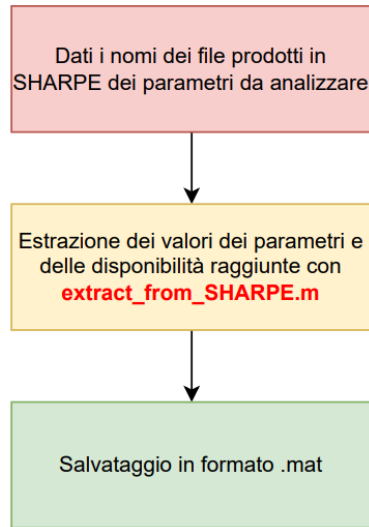 Dati i nomi dei file prodotti in
SHARPE dei parametri da analizzare
Estrazione dei valori dei parametri e
delle disponibilità raggiunte con
extract_from_SHARPE.m
Salvataggio in formato .mat